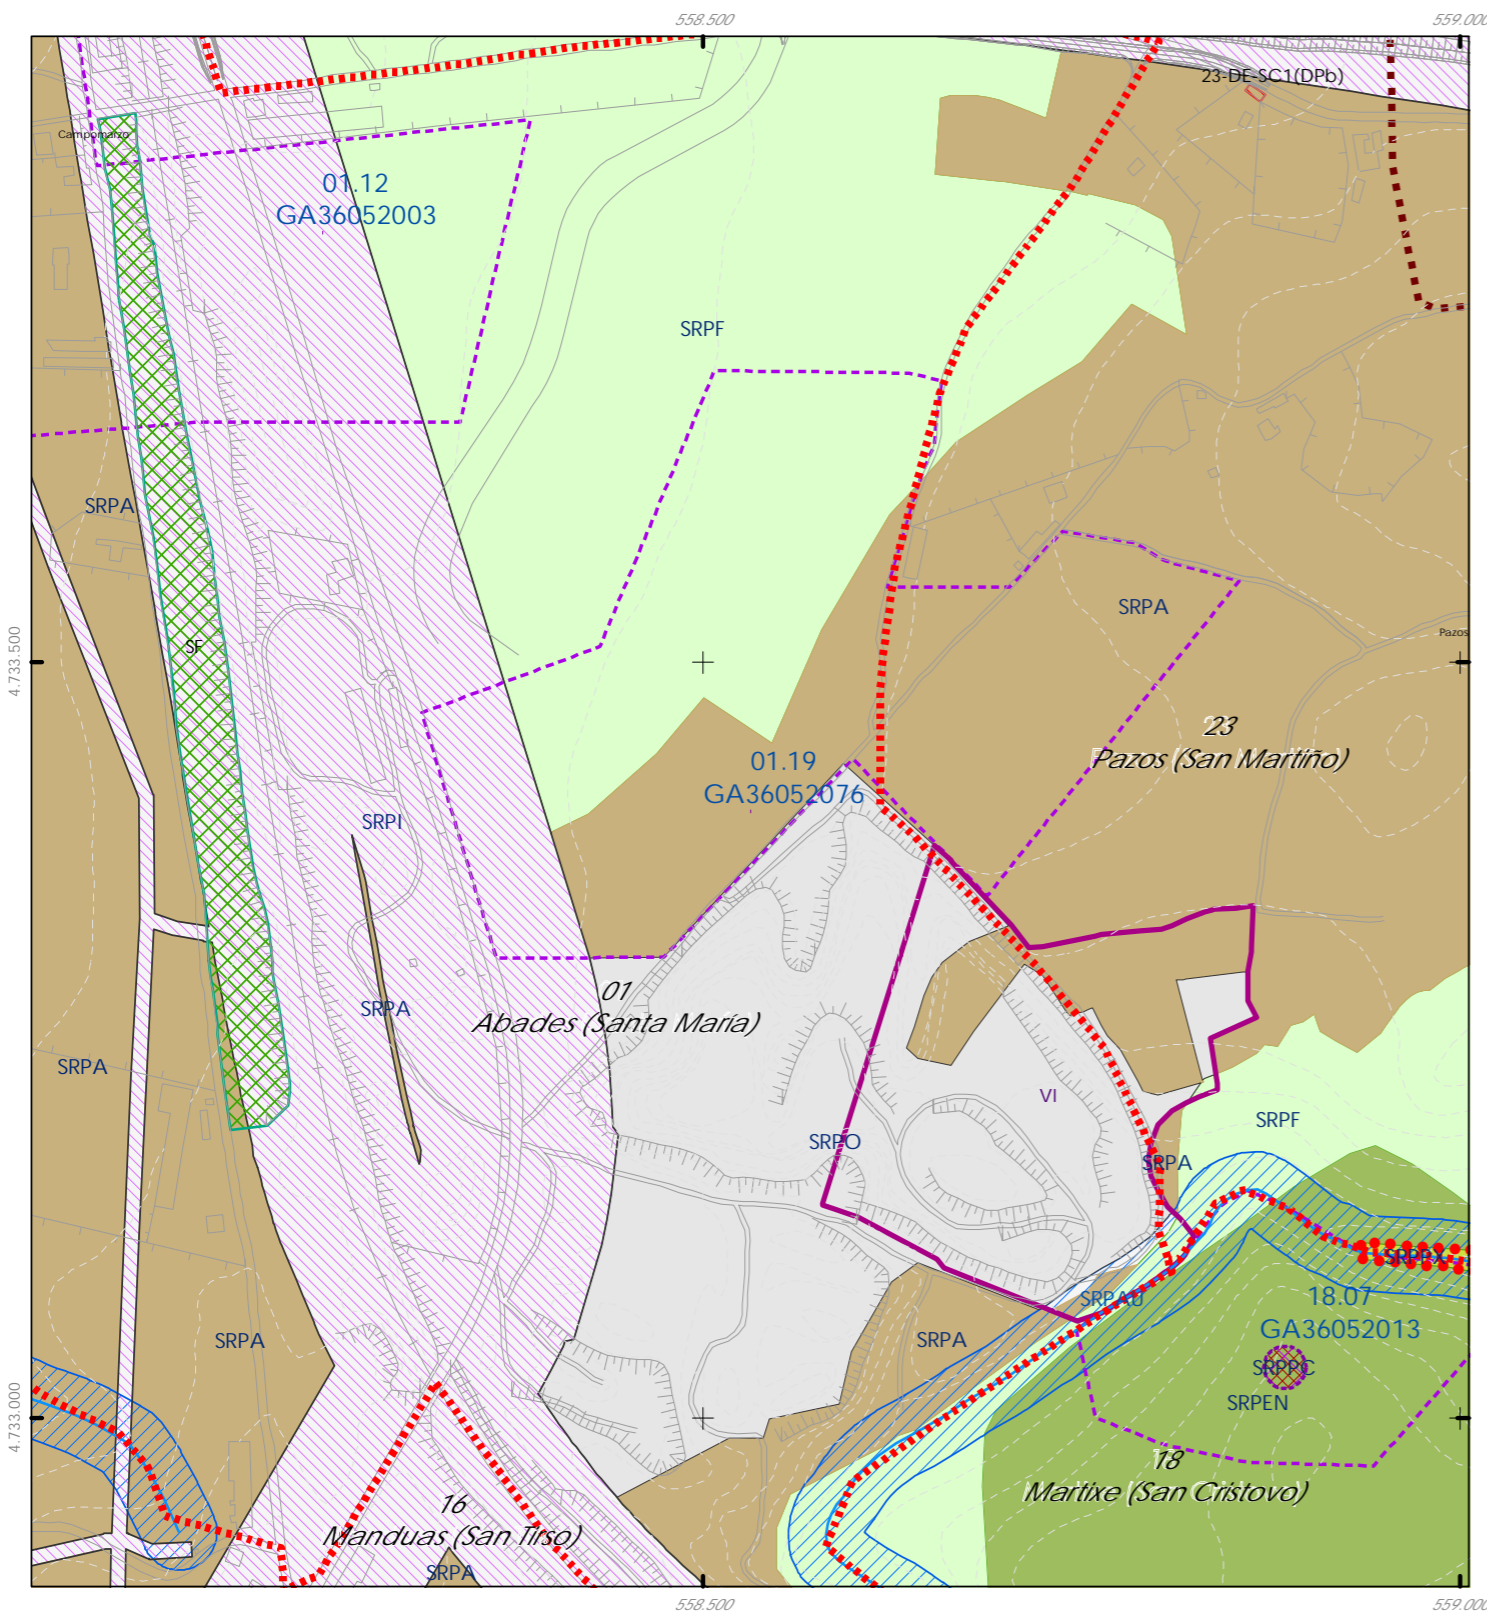 558.500
559.000
23-DE-SC1(DPb)
Campomarzo
01.12
GA36052003
SRPF
SRPA
4.733.500
SRPA
Pazos
SF
23
Pazos (San Martiño)
01.19
GA36052076
SRPI
01
Abades (Santa María)
SRPA
SRPA
VI
SRPF
SRPO
SRPA
SRPPX
SRPAU
18.07
GA36052013
SRPA
SRPA
SRPPC
SRPEN
4.733.000
18
Martixe (San Cristovo)
16
Manduas (San Tirso)
SRPA
558.500
559.000